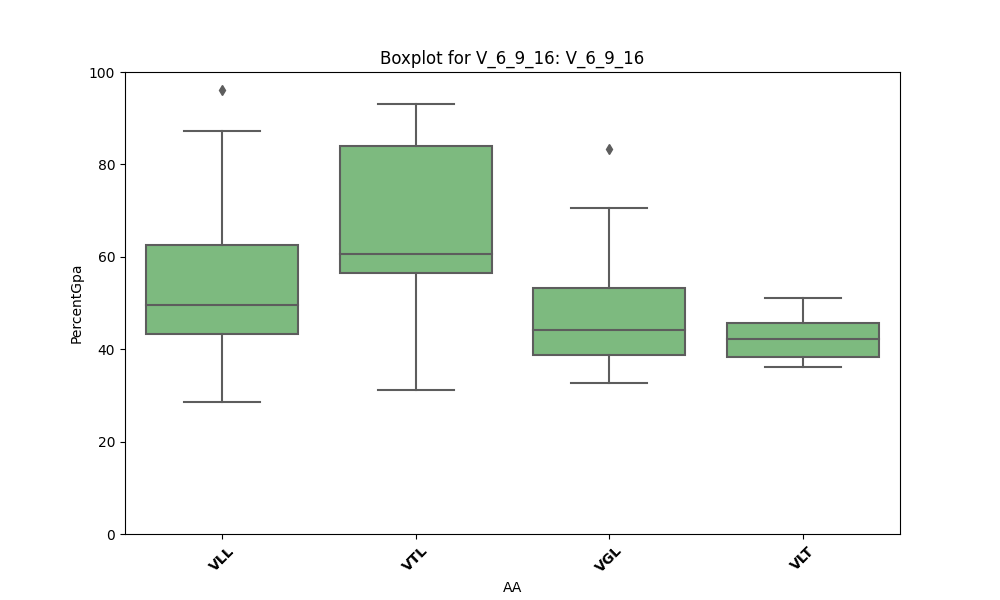 Boxplot for V_6_9_16: V_6_9_16
100
80
60
40
20
0
PercentGpa
VLL
VTL
VGL
VLT
AA